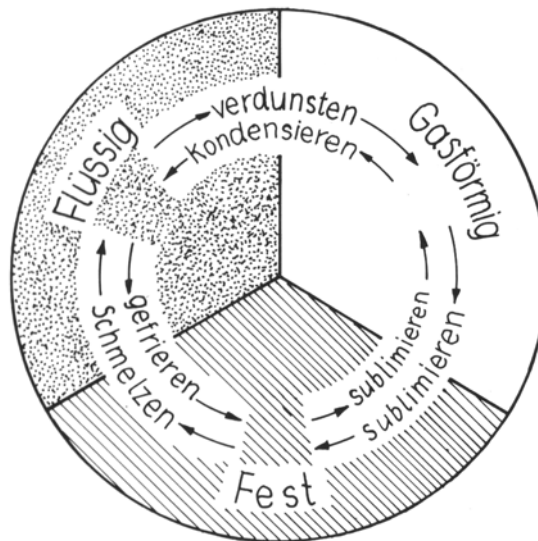 Flüssig
verdunsten
Kondensieren
Gasförmig
gefrieren
Schmelzen
sublimieren
sublimieren
Fest